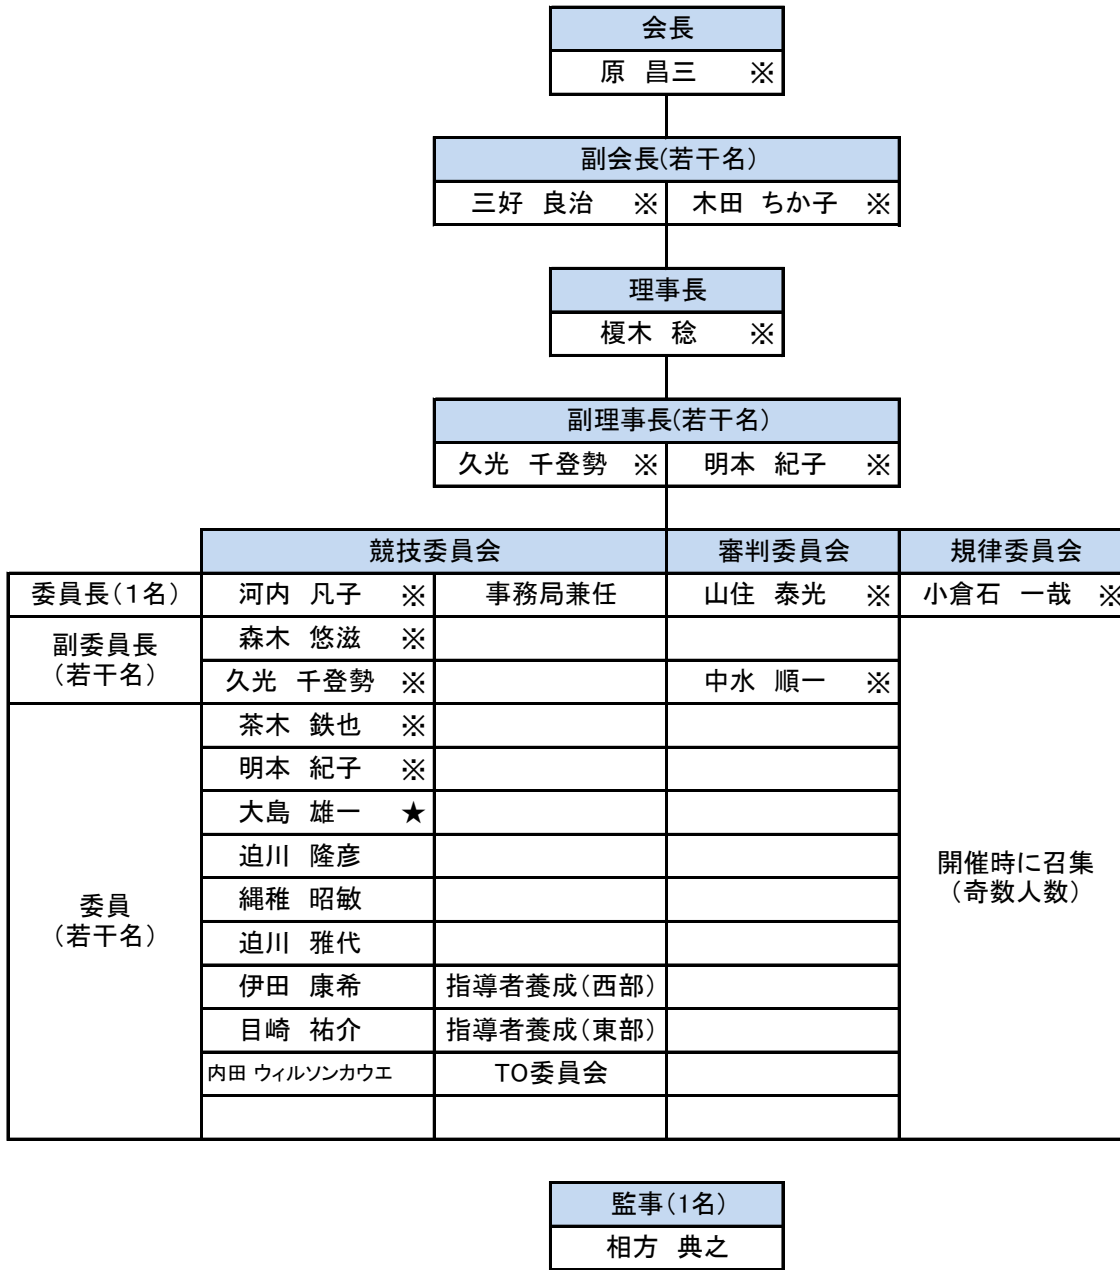 会長
原 昌三 ※
副会長(若干名)
三好 良治 ※ 木田 ちか子 ※
理事長
榎木 稔 ※
副理事長(若干名)
久光 千登勢 ※ 明本 紀子 ※
競技委員会 審判委員会 規律委員会
委員長(1名) 河内 凡子 ※ 事務局兼任 山住 泰光 ※ 小倉石 一哉 ※
副委員長
(若干名)
森木 悠滋 ※
久光 千登勢 ※ 中水 順一 ※
委員
(若干名)
茶木 鉄也 ※
明本 紀子 ※
大島 雄一 ★
迫川 隆彦
縄稚 昭敏
迫川 雅代
伊田 康希 指導者養成(西部)
目崎 祐介 指導者養成(東部)
内田 ウィルソンカウエ TO委員会
開催時に召集
(奇数人数)
監事(1名)
相方 典之